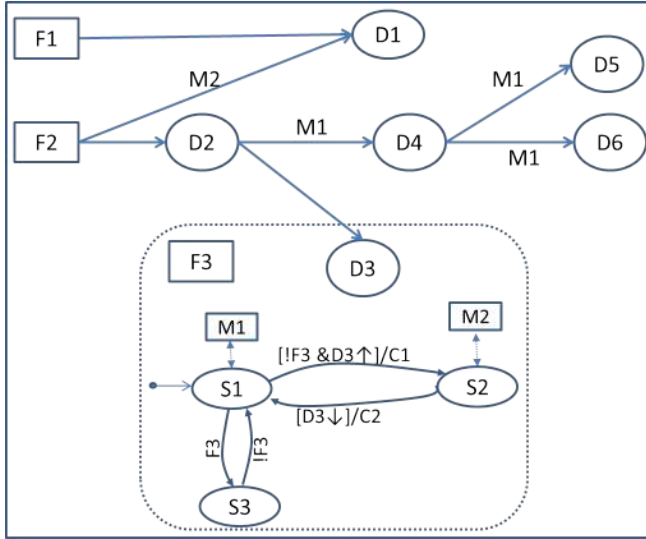 F1
D1
D5
M2
M1
F2
D2
M1
D4
M1
D6
F3
D3
M1
M2
[!F3 &D3↑]/C1
S1
S2
[D3↓]/C2
F3
!F3
S3